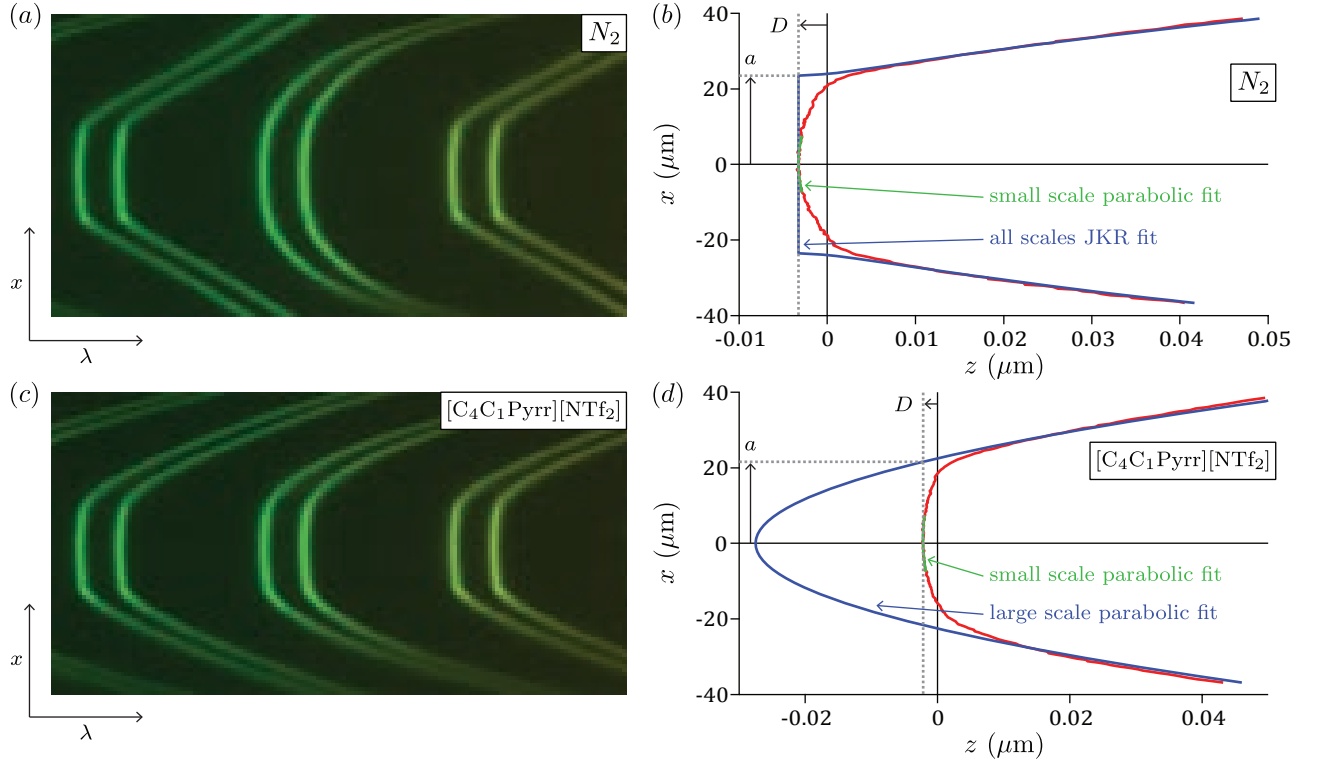 (a)
N₂
x
λ
(b)
40
20
0
-20
-40
x (μm)
D
a
N₂
small scale parabolic fit
all scales JKR fit
-0.01 0 0.01 0.02 0.03 0.04 0.05
z (μm)
(c)
[C₄C₁Pyrr][NTf₂]
x
λ
(d)
40
20
0
-20
-40
x (μm)
D
a
[C₄C₁Pyrr][NTf₂]
small scale parabolic fit
large scale parabolic fit
-0.02 0 0.02 0.04
z (μm)